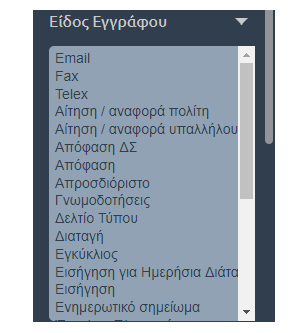 Είδος Εγγράφου
Email
Fax
Telex
Αίτηση / αναφορά πολίτη
Αίτηση / αναφορά υπαλλήλου
Απόφαση ΔΣ
Απόφαση
Απροσδιόριστο
Γνωμοδοτήσεις
Δελτίο Τύπου
Διαταγή
Εγκύκλιος
Εισήγηση για Ημερήσια Διάτα
Εισήγηση
Ενημερωτικό σημείωμα